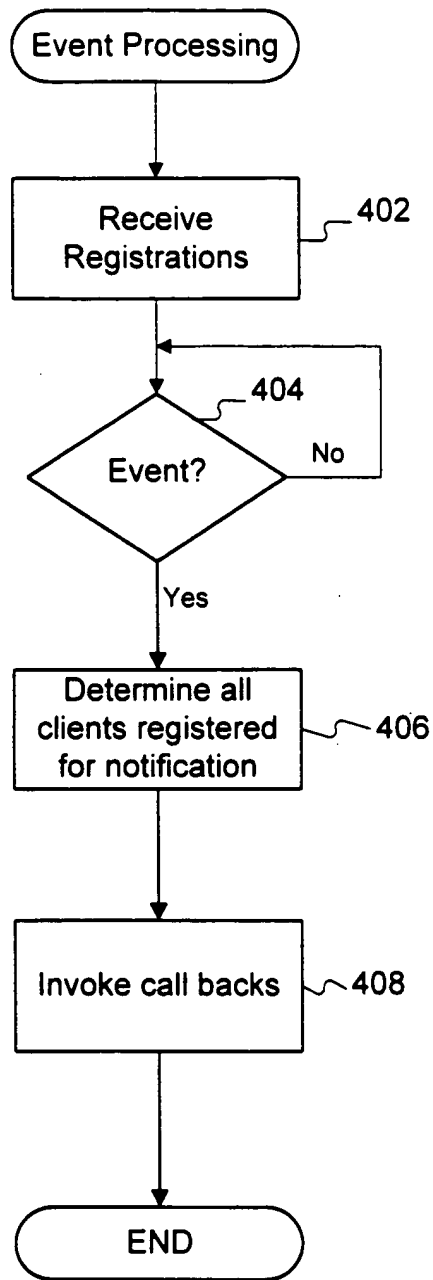 Event Processing
Receive
Registrations
402
404
Event?
No
Yes
Determine all
clients registered
for notification
406
Invoke call backs
408
END